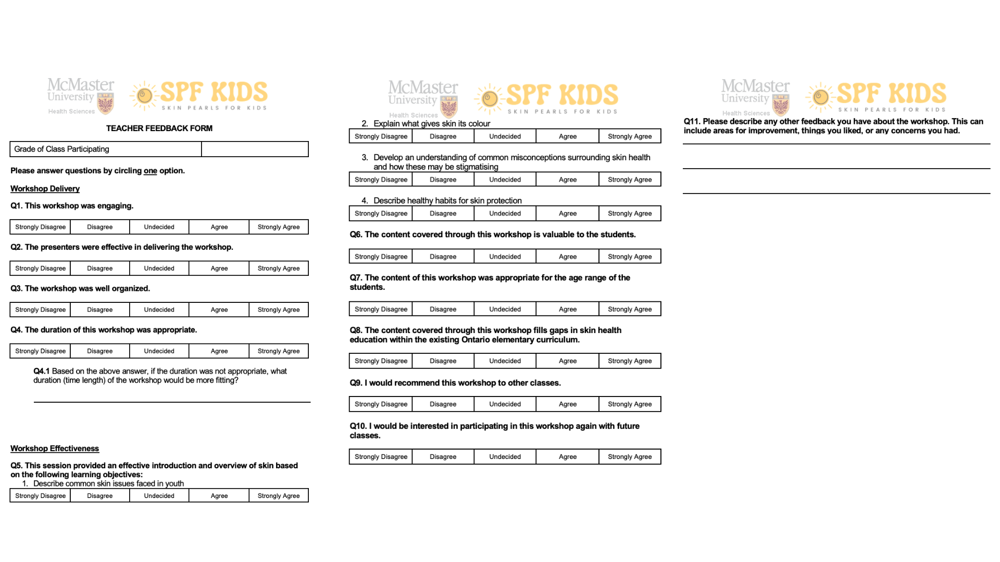 McMaster
University
Health Sciences
SPF KIDS
SKIN PEARLS FOR KIDS
TEACHER FEEDBACK FORM
Grade of Class Participating
Please answer questions by circling one option.
Workshop Delivery
Q1. This workshop was engaging.
Strongly Disagree Disagree Undecided Agree Strongly Agree
Q2. The presenters were effective in delivering the workshop.
Strongly Disagree Disagree Undecided Agree Strongly Agree
Q3. The workshop was well organized.
Strongly Disagree Disagree Undecided Agree Strongly Agree
Q4. The duration of this workshop was appropriate.
Strongly Disagree Disagree Undecided Agree Strongly Agree
Q4.1 Based on the above answer, if the duration was not appropriate, what
duration (time length) of the workshop would be more fitting?
Workshop Effectiveness
Q5. This session provided an effective introduction and overview of skin based
on the following learning objectives:
1. Describe common skin issues faced in youth
Strongly Disagree Disagree Undecided Agree Strongly Agree
McMaster
University
Health Sciences
SPF KIDS
SKIN PEARLS FOR KIDS
2. Explain what gives skin its colour
Strongly Disagree Disagree Undecided Agree Strongly Agree
3. Develop an understanding of common misconceptions surrounding skin health
and how these may be stigmatising
Strongly Disagree Disagree Undecided Agree Strongly Agree
4. Describe healthy habits for skin protection
Strongly Disagree Disagree Undecided Agree Strongly Agree
Q6. The content covered through this workshop is valuable to the students.
Strongly Disagree Disagree Undecided Agree Strongly Agree
Q7. The content of this workshop was appropriate for the age range of the
students.
Strongly Disagree Disagree Undecided Agree Strongly Agree
Q8. The content covered through this workshop fills gaps in skin health
education within the existing Ontario elementary curriculum.
Strongly Disagree Disagree Undecided Agree Strongly Agree
Q9. I would recommend this workshop to other classes.
Strongly Disagree Disagree Undecided Agree Strongly Agree
Q10. I would be interested in participating in this workshop again with future
classes.
Strongly Disagree Disagree Undecided Agree Strongly Agree
McMaster
University
Health Sciences
SPF KIDS
SKIN PEARLS FOR KIDS
Q11. Please describe any other feedback you have about the workshop. This can
include areas for improvement, things you liked, or any concerns you had.